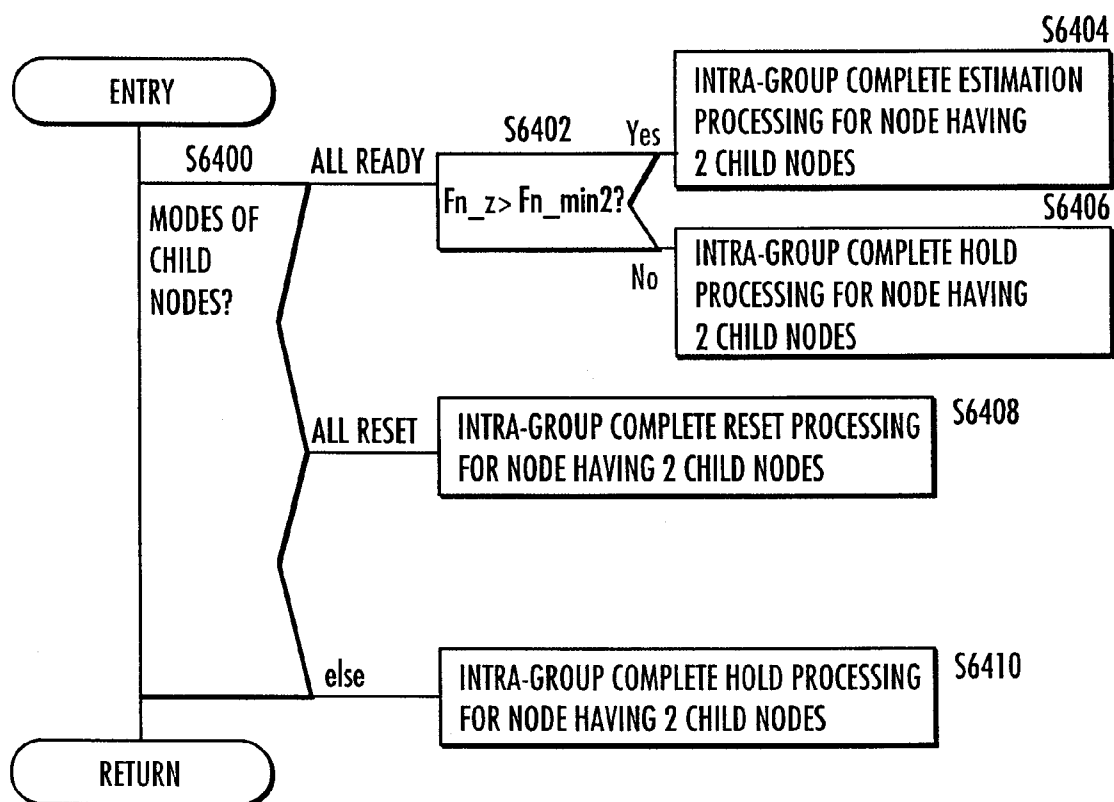 ENTRY
S6400
MODES OF
CHILD
NODES?
ALL READY
S6402
Fn_z> Fn_min2?
Yes
S6404
INTRA-GROUP COMPLETE ESTIMATION
PROCESSING FOR NODE HAVING
2 CHILD NODES
No
S6406
INTRA-GROUP COMPLETE HOLD
PROCESSING FOR NODE HAVING
2 CHILD NODES
ALL RESET
INTRA-GROUP COMPLETE RESET PROCESSING
FOR NODE HAVING 2 CHILD NODES
S6408
else
INTRA-GROUP COMPLETE HOLD PROCESSING
FOR NODE HAVING 2 CHILD NODES
S6410
RETURN